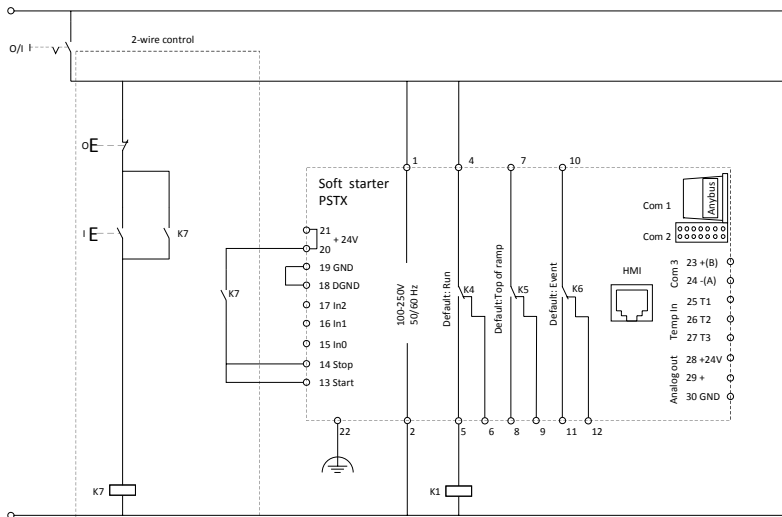 2-wire control
O/I
O
I
K7
K7
K7
Soft starter
PSTX
21
+ 24V
20
19 GND
18 DGND
17 In2
16 In1
15 In0
14 Stop
13 Start
22
1
4
7
10
100-250V
50/60 Hz
Default: Run
K4
Default:Top of ramp
K5
Default: Event
K6
HMI
Com 1
Anybus
Com 2
Com 3
23 +(B)
24 -(A)
Temp In
25 T1
26 T2
27 T3
Analog out
28 +24V
29 +
30 GND
2
5
6
8
9
11
12
K1